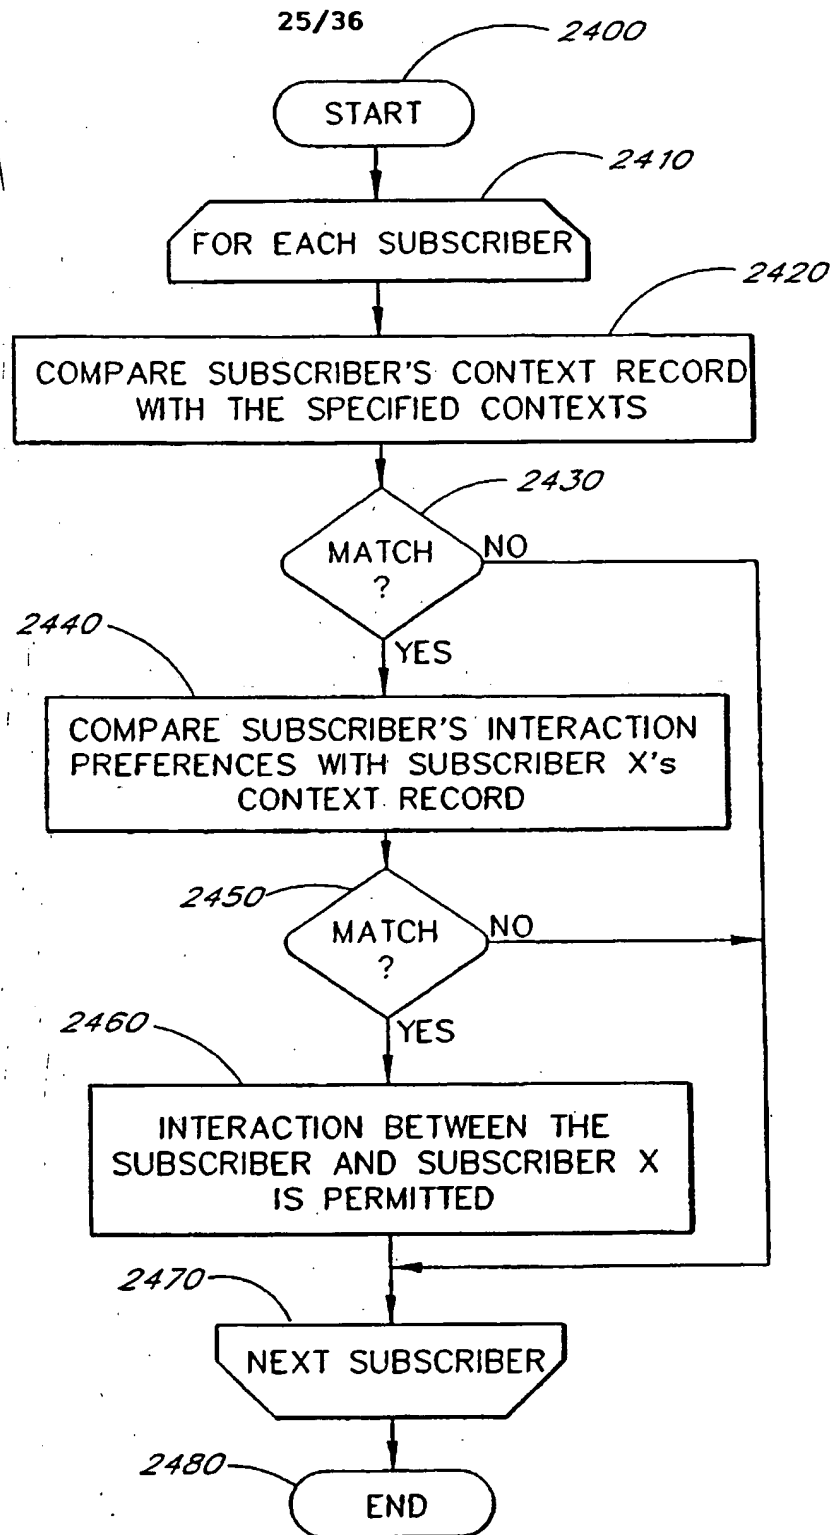 25/36
2400
START
2410
FOR EACH SUBSCRIBER
2420
COMPARE SUBSCRIBER'S CONTEXT RECORD
WITH THE SPECIFIED CONTEXTS
2430
MATCH
?
NO
2440
YES
COMPARE SUBSCRIBER'S INTERACTION
PREFERENCES WITH SUBSCRIBER X's
CONTEXT RECORD
2450
MATCH
?
NO
2460
YES
INTERACTION BETWEEN THE
SUBSCRIBER AND SUBSCRIBER X
IS PERMITTED
2470
NEXT SUBSCRIBER
2480
END